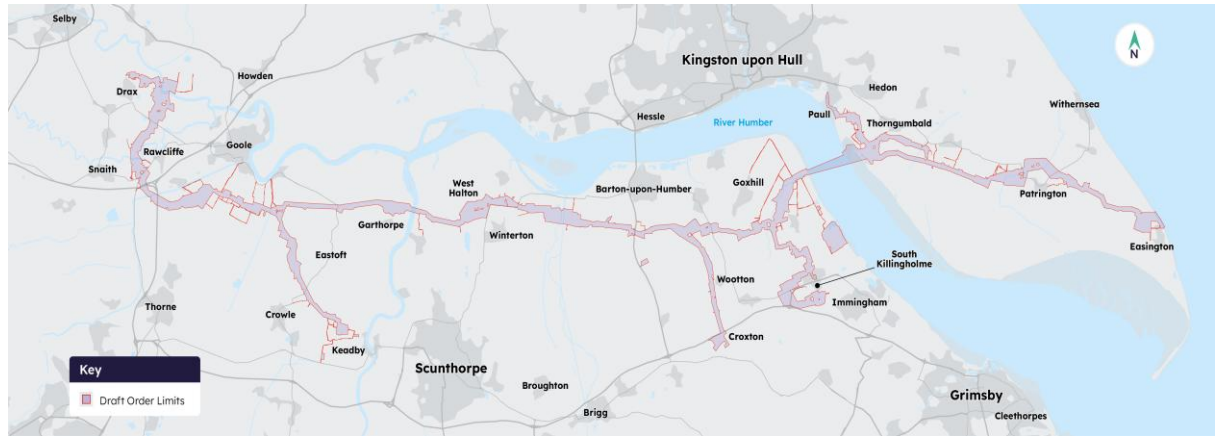 Selby
Kingston upon Hull
N
Howden
Drax
Hedon
Withernsea
Hessle
River Humber
Paull
Thorngumbald
Rawcliffe
Goole
Snaith
West
Halton
Barton-upon-Humber
Goxhill
Patrington
Garthorpe
Winterton
Easington
Eastoft
South
Killingholme
Wootton
Thorne
Crowle
Immingham
Croxton
Keadby
Scunthorpe
Key
Draft Order Limits
Broughton
Brigg
Grimsby
Cleethorpes